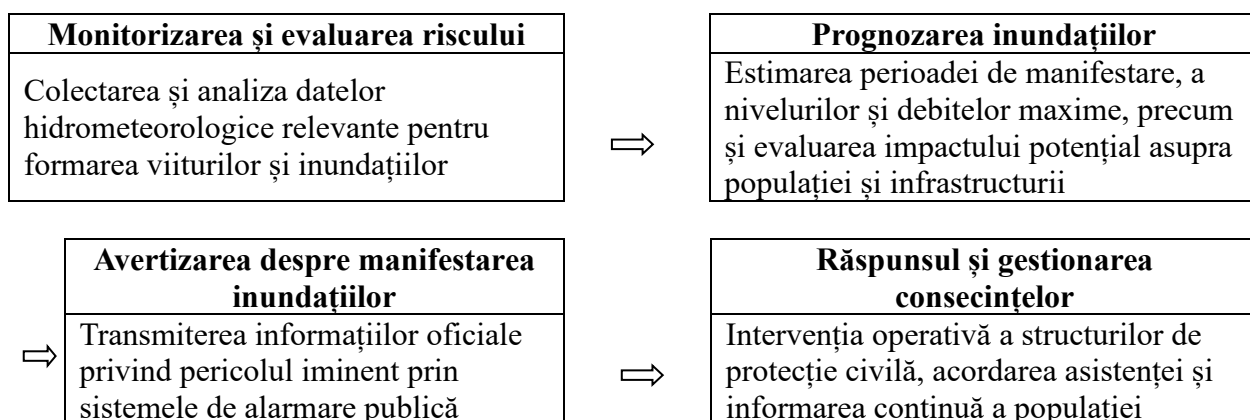 Monitorizarea și evaluarea riscului
Colectarea și analiza datelor
hidrometeorologice relevante pentru
formarea viiturilor și inundațiilor
⇨
Prognozarea inundațiilor
Estimarea perioadei de manifestare, a
nivelurilor și debitelor maxime, precum
și evaluarea impactului potențial asupra
populației și infrastructurii
⇨
Avertizarea despre manifestarea
inundațiilor
Transmiterea informațiilor oficiale
privind pericolul iminent prin
sistemele de alarmare publică
⇨
Răspunsul și gestionarea
consecințelor
Intervenția operativă a structurilor de
protecție civilă, acordarea asistenței și
informarea continuă a populației